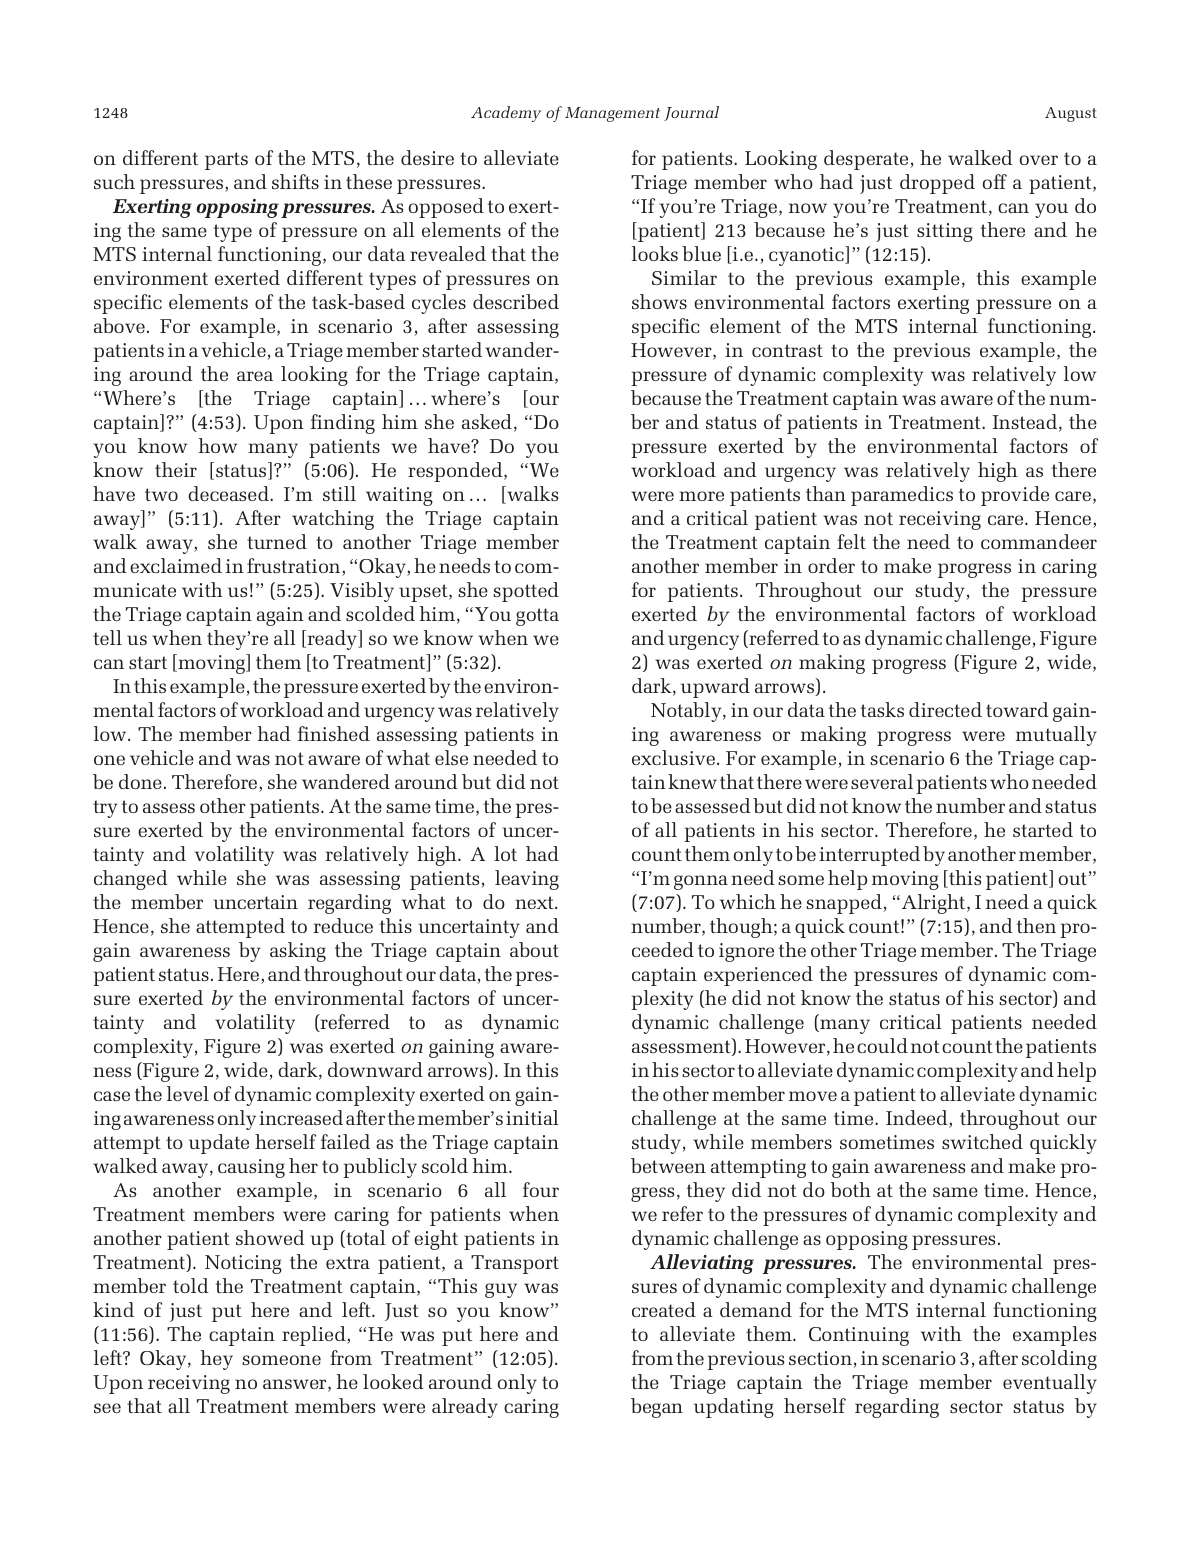 1248
Academy of Management Journal
August
on different parts of the MTS, the desire to alleviate
such pressures, and shifts in these pressures.
Exerting opposing pressures. As opposed to exert-
ing the same type of pressure on all elements of the
MTS internal functioning, our data revealed that the
environment exerted different types of pressures on
specific elements of the task-based cycles described
above. For example, in scenario 3, after assessing
patients in a vehicle, a Triage member started wander-
ing around the area looking for the Triage captain,
“Where’s [the Triage captain] … where’s [our
captain]?” (4:53). Upon finding him she asked, “Do
you know how many patients we have? Do you
know their [status]?” (5:06). He responded, “We
have two deceased. I’m still waiting on … [walks
away]” (5:11). After watching the Triage captain
walk away, she turned to another Triage member
and exclaimed in frustration, “Okay, he needs to com-
municate with us!” (5:25). Visibly upset, she spotted
the Triage captain again and scolded him, “You gotta
tell us when they’re all [ready] so we know when we
can start [moving] them [to Treatment]” (5:32).
In this example, the pressure exerted by the environ-
mental factors of workload and urgency was relatively
low. The member had finished assessing patients in
one vehicle and was not aware of what else needed to
be done. Therefore, she wandered around but did not
try to assess other patients. At the same time, the pres-
sure exerted by the environmental factors of uncer-
tainty and volatility was relatively high. A lot had
changed while she was assessing patients, leaving
the member uncertain regarding what to do next.
Hence, she attempted to reduce this uncertainty and
gain awareness by asking the Triage captain about
patient status. Here, and throughout our data, the pres-
sure exerted by the environmental factors of uncer-
tainty and volatility (referred to as dynamic
complexity, Figure 2) was exerted on gaining aware-
ness (Figure 2, wide, dark, downward arrows). In this
case the level of dynamic complexity exerted on gain-
ing awareness only increased after the member’s initial
attempt to update herself failed as the Triage captain
walked away, causing her to publicly scold him.
As another example, in scenario 6 all four
Treatment members were caring for patients when
another patient showed up (total of eight patients in
Treatment). Noticing the extra patient, a Transport
member told the Treatment captain, “This guy was
kind of just put here and left. Just so you know”
(11:56). The captain replied, “He was put here and
left? Okay, hey someone from Treatment” (12:05).
Upon receiving no answer, he looked around only to
see that all Treatment members were already caring
for patients. Looking desperate, he walked over to a
Triage member who had just dropped off a patient,
“If you’re Triage, now you’re Treatment, can you do
[patient] 213 because he’s just sitting there and he
looks blue [i.e., cyanotic]” (12:15).
Similar to the previous example, this example
shows environmental factors exerting pressure on a
specific element of the MTS internal functioning.
However, in contrast to the previous example, the
pressure of dynamic complexity was relatively low
because the Treatment captain was aware of the num-
ber and status of patients in Treatment. Instead, the
pressure exerted by the environmental factors of
workload and urgency was relatively high as there
were more patients than paramedics to provide care,
and a critical patient was not receiving care. Hence,
the Treatment captain felt the need to commandeer
another member in order to make progress in caring
for patients. Throughout our study, the pressure
exerted by the environmental factors of workload
and urgency (referred to as dynamic challenge, Figure
2) was exerted on making progress (Figure 2, wide,
dark, upward arrows).
Notably, in our data the tasks directed toward gain-
ing awareness or making progress were mutually
exclusive. For example, in scenario 6 the Triage cap-
tain knew that there were several patients who needed
to be assessed but did not know the number and status
of all patients in his sector. Therefore, he started to
count them only to be interrupted by another member,
“I’m gonna need some help moving [this patient] out”
(7:07). To which he snapped, “Alright, I need a quick
number, though; a quick count!” (7:15), and then pro-
ceeded to ignore the other Triage member. The Triage
captain experienced the pressures of dynamic com-
plexity (he did not know the status of his sector) and
dynamic challenge (many critical patients needed
assessment). However, he could not count the patients
in his sector to alleviate dynamic complexity and help
the other member move a patient to alleviate dynamic
challenge at the same time. Indeed, throughout our
study, while members sometimes switched quickly
between attempting to gain awareness and make pro-
gress, they did not do both at the same time. Hence,
we refer to the pressures of dynamic complexity and
dynamic challenge as opposing pressures.
Alleviating pressures. The environmental pres-
sures of dynamic complexity and dynamic challenge
created a demand for the MTS internal functioning
to alleviate them. Continuing with the examples
from the previous section, in scenario 3, after scolding
the Triage captain the Triage member eventually
began updating herself regarding sector status by